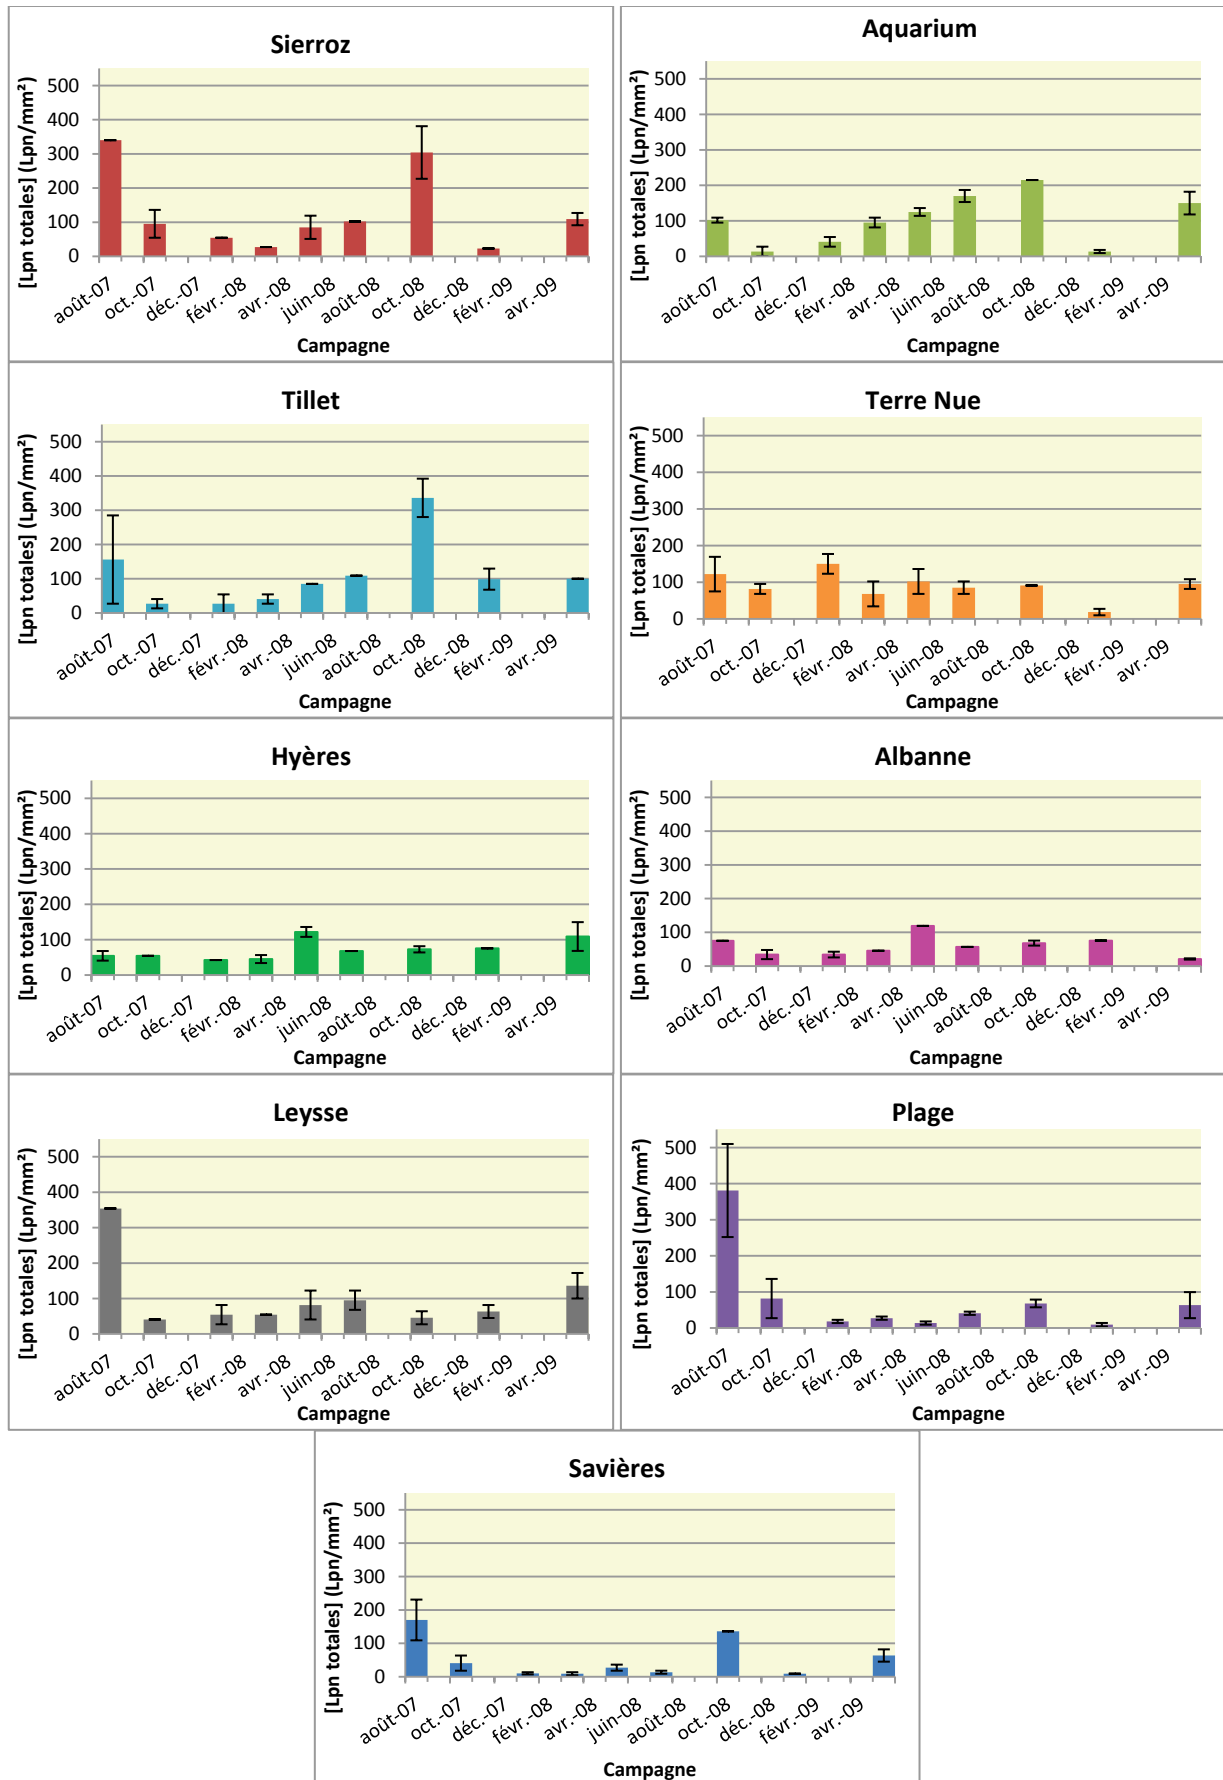 Sierroz
[Lpn totales] (Lpn/mm²)
500
400
300
200
100
0
août-07 oct.-07 déc.-07 févr.-08 avr.-08 juin-08 août-08 oct.-08 déc.-08 févr.-09 avr.-09
Campagne
Aquarium
[Lpn totales] (Lpn/mm²)
500
400
300
200
100
0
août-07 oct.-07 déc.-07 févr.-08 avr.-08 juin-08 août-08 oct.-08 déc.-08 févr.-09 avr.-09
Campagne
Tillet
[Lpn totales] (Lpn/mm²)
500
400
300
200
100
0
août-07 oct.-07 déc.-07 févr.-08 avr.-08 juin-08 août-08 oct.-08 déc.-08 févr.-09 avr.-09
Campagne
Terre Nue
[Lpn totales] (Lpn/mm²)
500
400
300
200
100
0
août-07 oct.-07 déc.-07 févr.-08 avr.-08 juin-08 août-08 oct.-08 déc.-08 févr.-09 avr.-09
Campagne
Hyères
[Lpn totales] (Lpn/mm²)
500
400
300
200
100
0
août-07 oct.-07 déc.-07 févr.-08 avr.-08 juin-08 août-08 oct.-08 déc.-08 févr.-09 avr.-09
Campagne
Albanne
[Lpn totales] (Lpn/mm²)
500
400
300
200
100
0
août-07 oct.-07 déc.-07 févr.-08 avr.-08 juin-08 août-08 oct.-08 déc.-08 févr.-09 avr.-09
Campagne
Leysse
[Lpn totales] (Lpn/mm²)
500
400
300
200
100
0
août-07 oct.-07 déc.-07 févr.-08 avr.-08 juin-08 août-08 oct.-08 déc.-08 févr.-09 avr.-09
Campagne
Plage
[Lpn totales] (Lpn/mm²)
500
400
300
200
100
0
août-07 oct.-07 déc.-07 févr.-08 avr.-08 juin-08 août-08 oct.-08 déc.-08 févr.-09 avr.-09
Campagne
Savières
[Lpn totales] (Lpn/mm²)
500
400
300
200
100
0
août-07 oct.-07 déc.-07 févr.-08 avr.-08 juin-08 août-08 oct.-08 déc.-08 févr.-09 avr.-09
Campagne